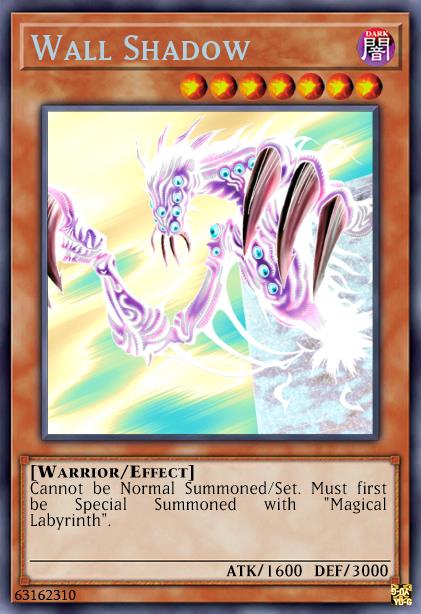 Wall Shadow
DARK
闇
[Warrior/Effect]
Cannot be Normal Summoned/Set. Must first
be Special Summoned with "Magical
Labyrinth".
ATK/1600 DEF/3000
63162310